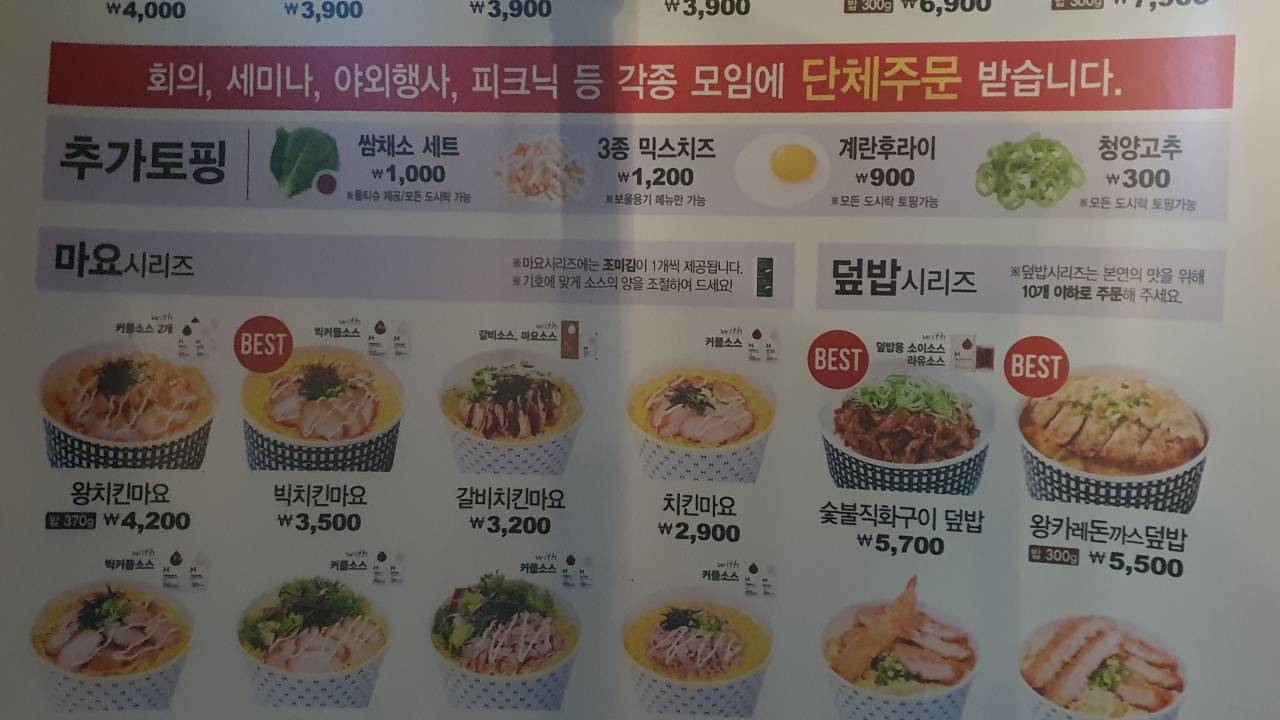 ₩4,000
₩3,900
₩3,900
₩3,900
밥 300g ₩6,900
밥 300g
회의, 세미나, 야외행사, 피크닉 등 각종 모임에 단체주문 받습니다.
추가토핑
쌈채소 세트
₩1,000
※물티슈 제공/모든 도시락 가능
3종 믹스치즈
₩1,200
※보울용기 메뉴만 가능
계란후라이
₩900
※모든 도시락 토핑가능
청양고추
₩300
※모든 도시락 토핑가능
마요시리즈
※마요시리즈에는 조미김이 1개씩 제공됩니다.
※기호에 맞게 소스의 양을 조절하여 드세요!
덮밥시리즈
※덮밥시리즈는 본연의 맛을 위해
10개 이하로 주문해 주세요.
with
커플소스 2개
왕치킨마요
밥 370g ₩4,200
BEST
with
빅커플소스
빅치킨마요
₩3,500
with
갈비소스, 마요소스
갈비치킨마요
₩3,200
with
커플소스
치킨마요
₩2,900
BEST
with
덮밥용 소이소스
라유소스
숯불직화구이 덮밥
₩5,700
BEST
왕카레돈까스덮밥
밥 300g ₩5,500
with
빅커플소스
with
커플소스
with
커플소스
with
커플소스